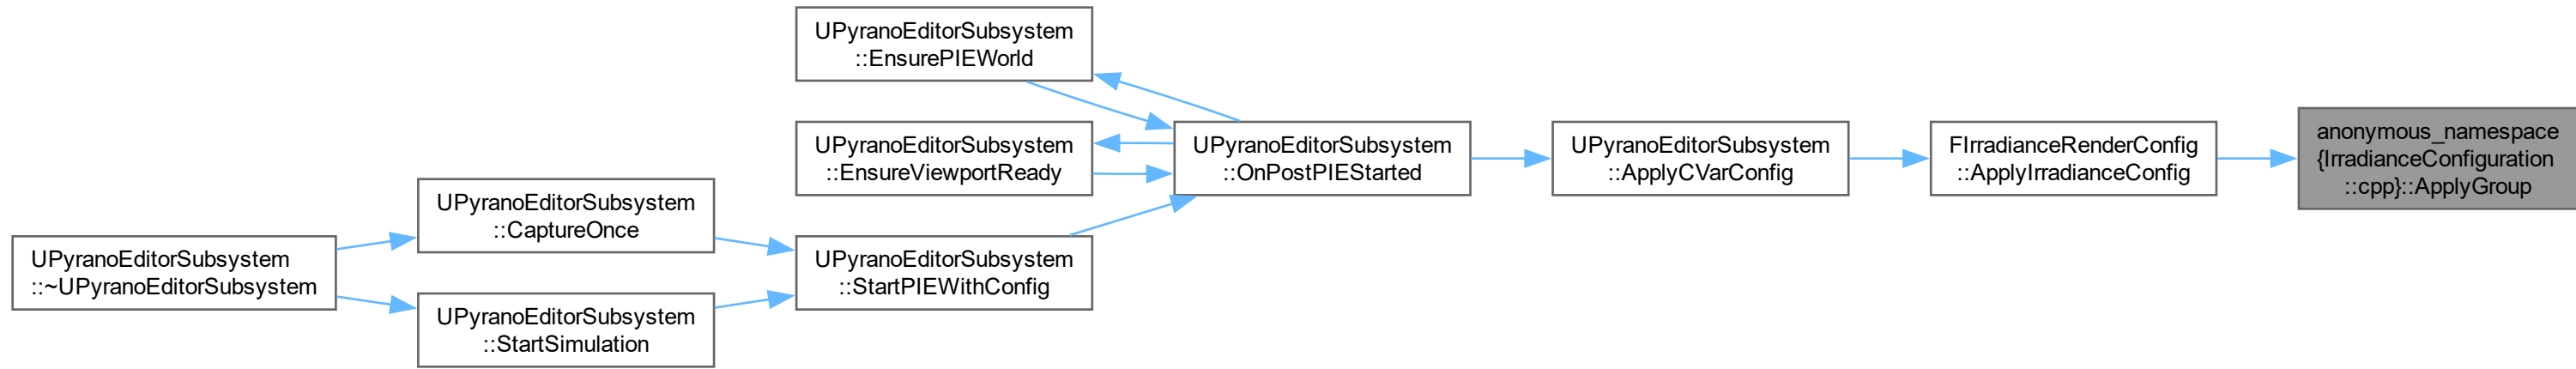 UPyranoEditorSubsystem
::~UPyranoEditorSubsystem
UPyranoEditorSubsystem
::CaptureOnce
UPyranoEditorSubsystem
::StartSimulation
UPyranoEditorSubsystem
::EnsurePIEWorld
UPyranoEditorSubsystem
::EnsureViewportReady
UPyranoEditorSubsystem
::StartPIEWithConfig
UPyranoEditorSubsystem
::OnPostPIEStarted
UPyranoEditorSubsystem
::ApplyCVarConfig
FIrradianceRenderConfig
::ApplyIrradianceConfig
anonymous_namespace
{IrradianceConfiguration
::cpp}::ApplyGroup